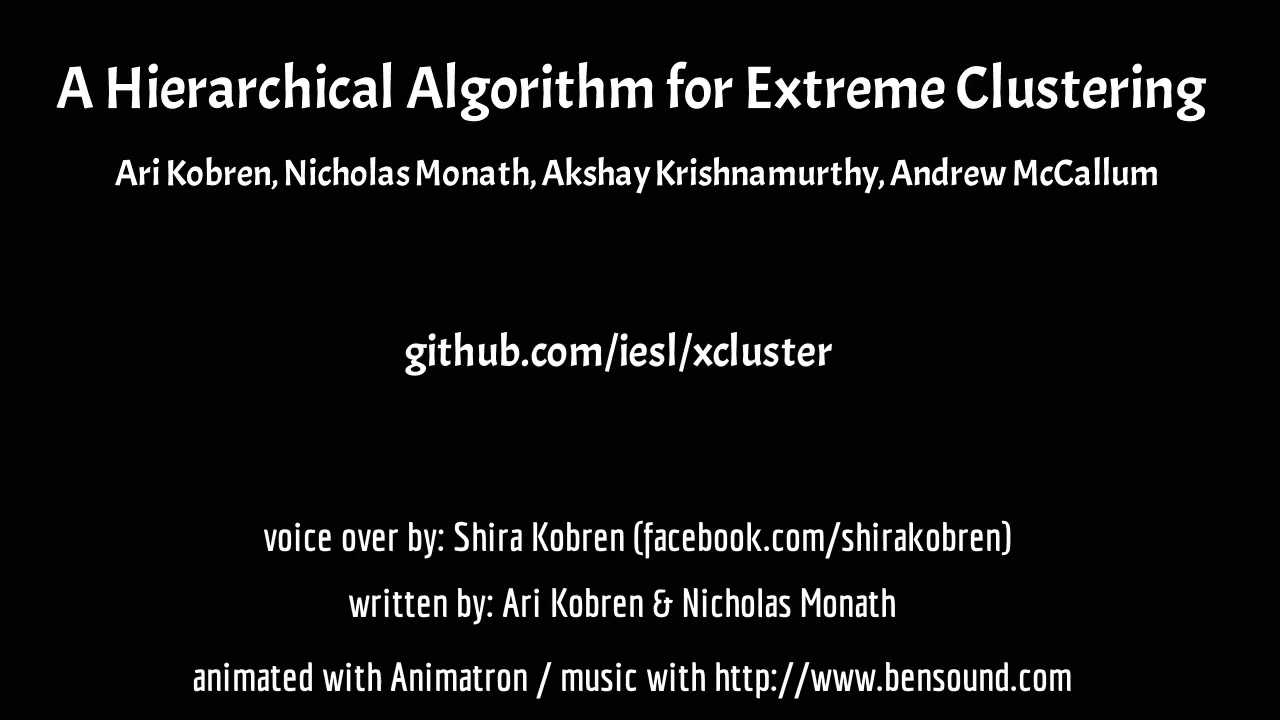 A Hierarchical Algorithm for Extreme Clustering
Ari Kobren, Nicholas Monath, Akshay Krishnamurthy, Andrew McCallum
github.com/iesl/xcluster
voice over by: Shira Kobren (facebook.com/shirakobren)
written by: Ari Kobren & Nicholas Monath
animated with Animatron / music with http://www.bensound.com